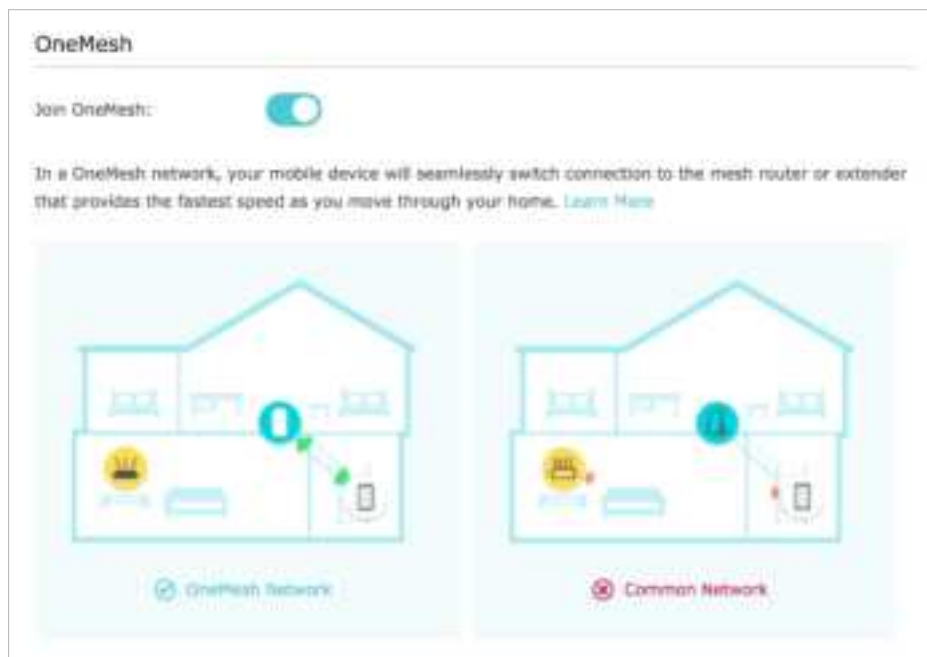 OneMesh
Join OneMesh:
In a OneMesh network, your mobile device will seamlessly switch connection to the mesh router or extender
that provides the fastest speed as you move through your home. Learn More
OneMesh Network
Common Network